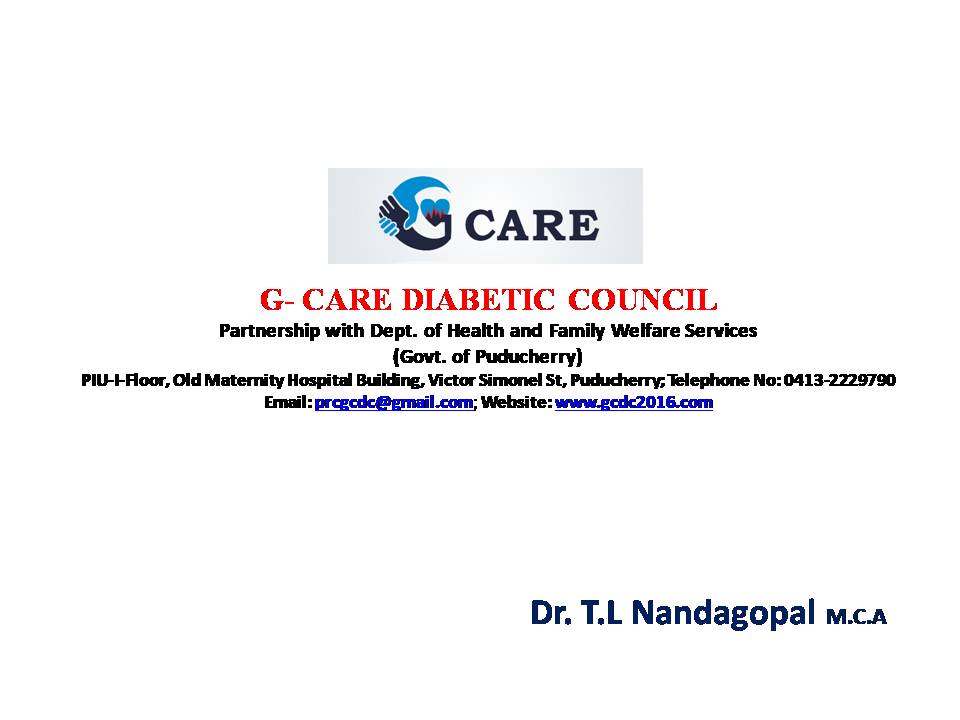 G CARE
G- CARE DIABETIC COUNCIL
Partnership with Dept. of Health and Family Welfare Services
(Govt. of Puducherry)
PIU-I-Floor, Old Maternity Hospital Building, Victor Simonel St, Puducherry; Telephone No: 0413-2229790
Email: prcgcdc@gmail.com; Website: www.gcdc2016.com
Dr. T.L Nandagopal M.C.A